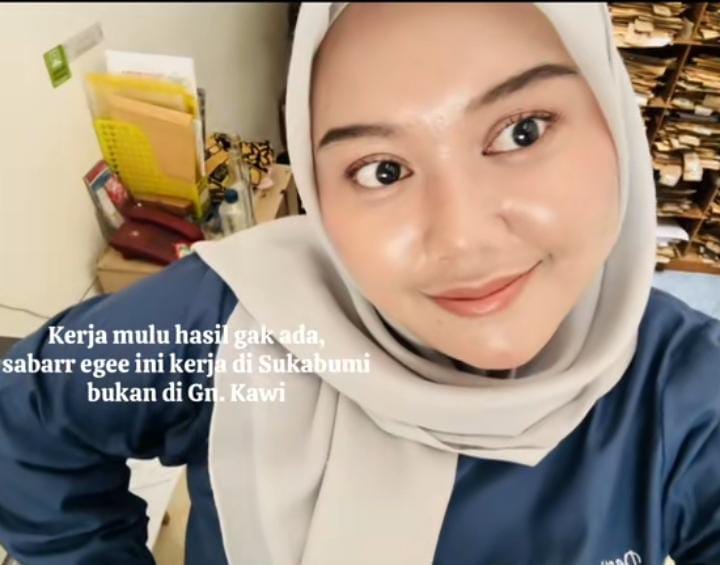 Kerja mulu hasil gak ada,
sabarr egee ini kerja di Sukabumi
bukan di Gn. Kawi